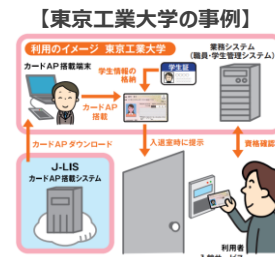 【東京工業大学の事例】
利用のイメージ 東京工業大学
カードAP搭載端末
学生情報の
格納
学生証
業務システム
(職員・学生管理システム)
カードAP
搭載
カードAPダウンロード
入退室時に提示
資格確認
J-LIS
カードAP搭載システム
利用者